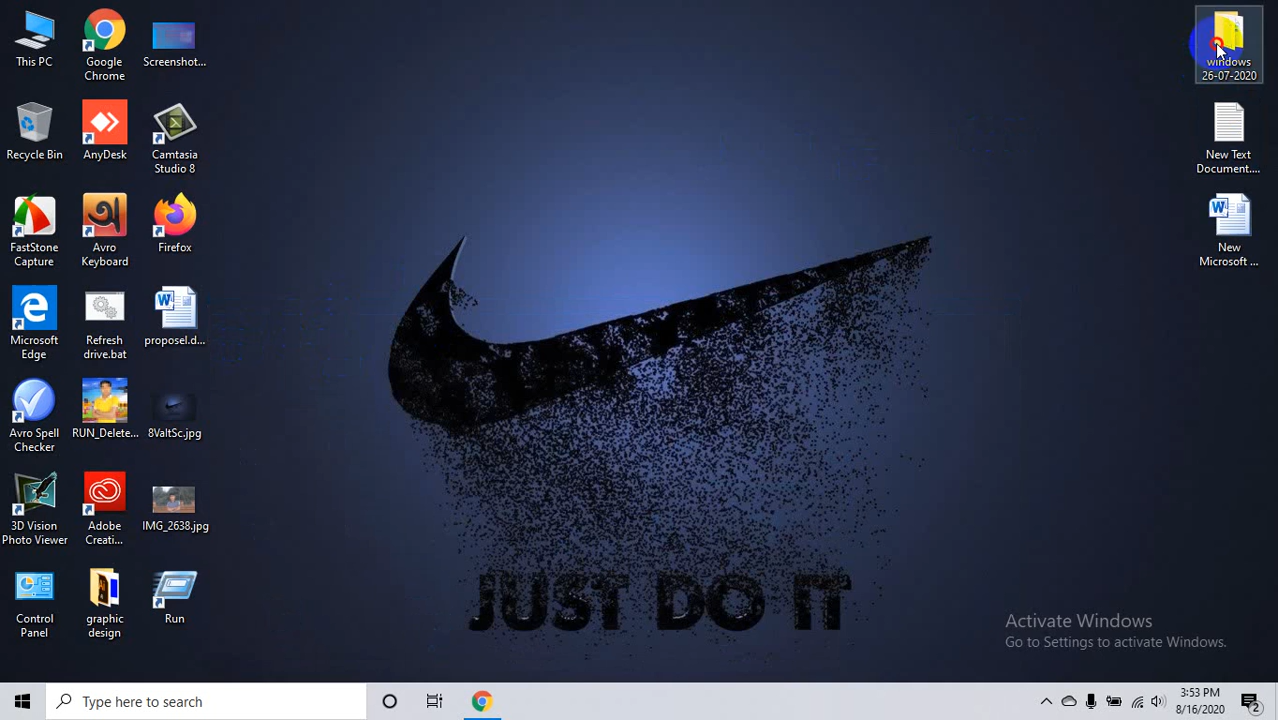 This PC
Google
Chrome
Screenshot...
Recycle Bin
AnyDesk
Camtasia
Studio 8
FastStone
Capture
অ
Avro
Keyboard
Firefox
Microsoft
Edge
Refresh
drive.bat
proposel.d...
Avro Spell
Checker
RUN_Delete...
8ValtSc.jpg
3D Vision
Photo Viewer
Adobe
Creati...
IMG_2638.jpg
Control
Panel
graphic
design
Run
windows
26-07-2020
New Text
Document....
New
Microsoft ...
JUST DO IT
Activate Windows
Go to Settings to activate Windows.
Type here to search
3:53 PM
8/16/2020
2